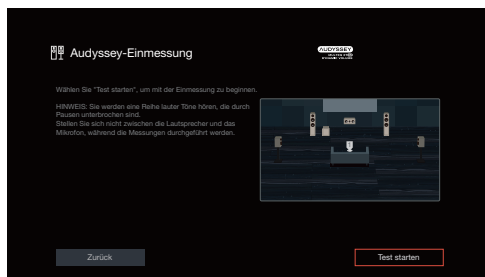 Audyssey-Einmessung
AUDYSSEY
DYNAMIC VOLUME
Wählen Sie "Test starten", um mit der Einmessung zu beginnen.
HINWEIS: Sie werden eine Reihe lauter Töne hören, die durch
Pausen unterbrochen sind.
Stellen Sie sich nicht zwischen die Lautsprecher und das
Mikrofon, während die Messungen durchgeführt werden.
Zurück
Test starten